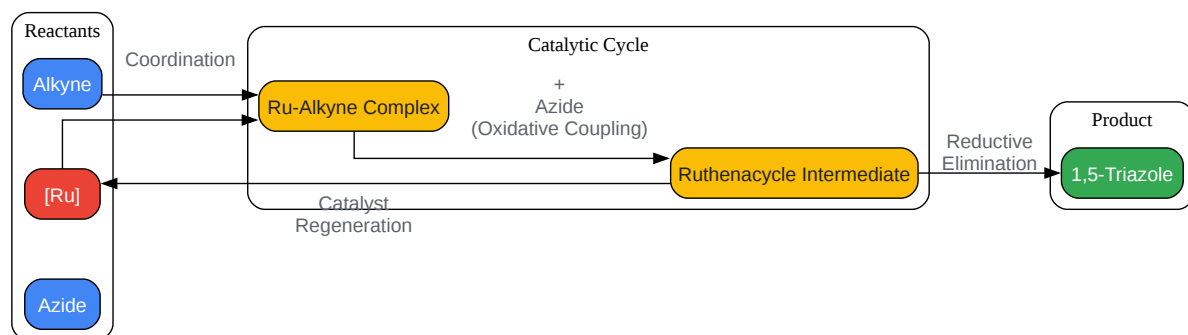 Reactants
Alkyne
[Ru]
Azide
Coordination
Catalytic Cycle
Ru-Alkyne Complex
+
Azide
(Oxidative Coupling)
Ruthenacycle Intermediate
Catalyst
Regeneration
Reductive
Elimination
Product
1,5-Triazole